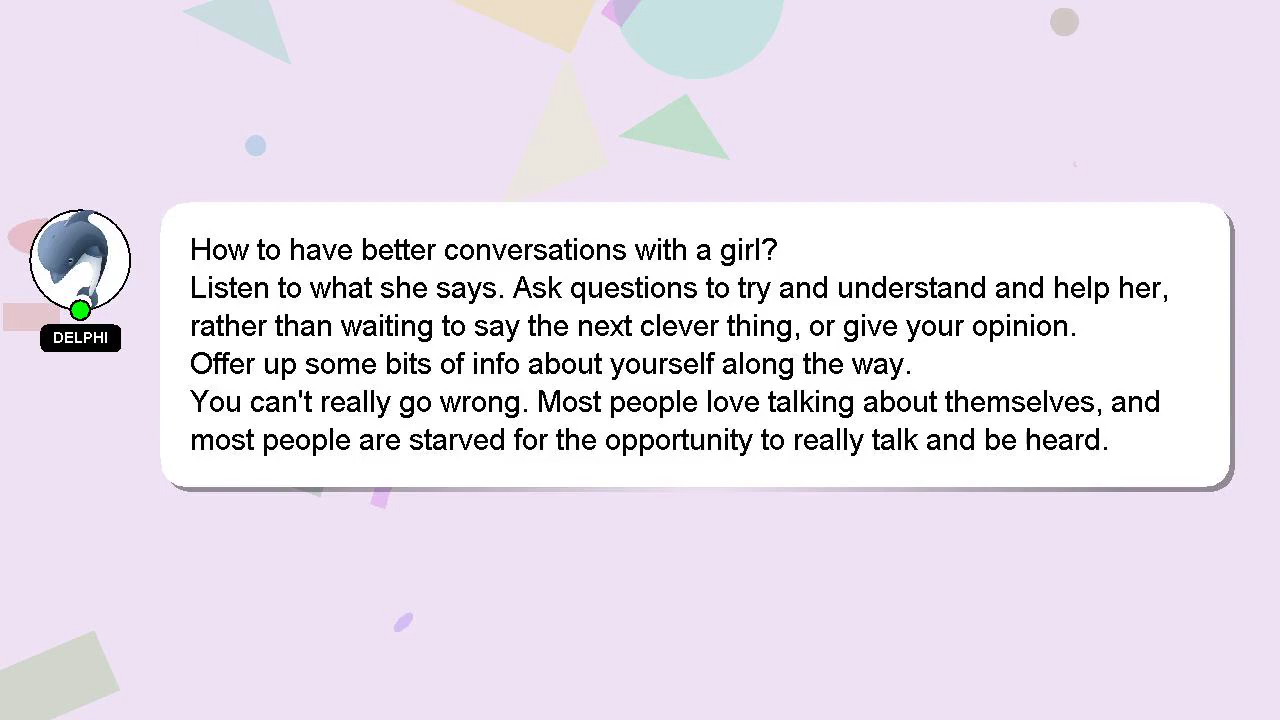 DELPHI
How to have better conversations with a girl?
Listen to what she says. Ask questions to try and understand and help her,
rather than waiting to say the next clever thing, or give your opinion.
Offer up some bits of info about yourself along the way.
You can't really go wrong. Most people love talking about themselves, and
most people are starved for the opportunity to really talk and be heard.